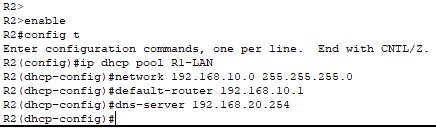 R2>
R2>enable
R2#config t
Enter configuration commands, one per line.  End with CNTL/Z.
R2(config)#ip dhcp pool R1-LAN
R2(dhcp-config)#network 192.168.10.0 255.255.255.0
R2(dhcp-config)#default-router 192.168.10.1
R2(dhcp-config)#dns-server 192.168.20.254
R2(dhcp-config)#